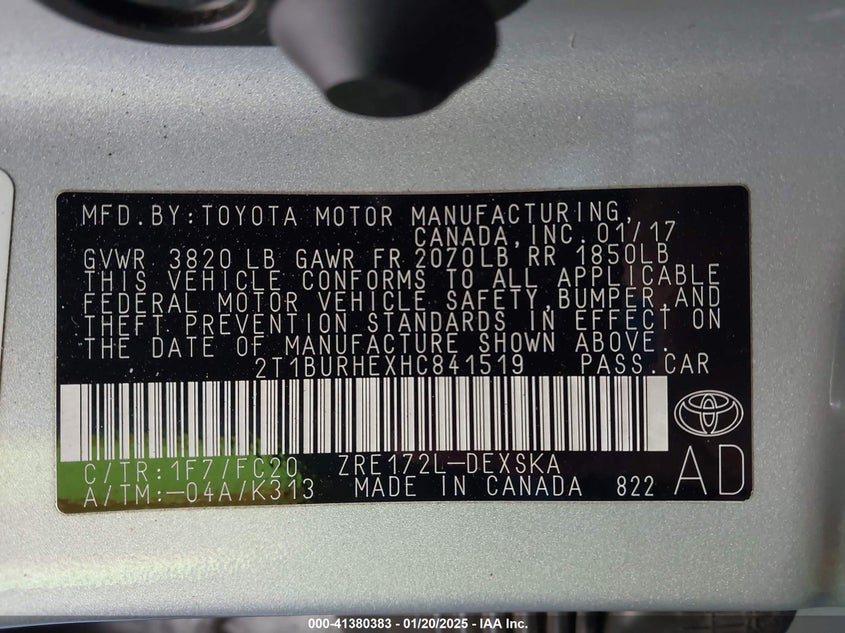 MFD.BY:TOYOTA MOTOR MANUFACTURING,
CANADA,INC.01/17
GVWR 3820 LB GAWR FR 2070LB RR 1850LB
THIS VEHICLE CONFORMS TO ALL APPLICABLE
FEDERAL MOTOR VEHICLE SAFETY,BUMPER,AND
THEFT PREVENTION STANDARDS IN EFFECT ON
THE DATE OF MANUFACTURE SHOWN ABOVE.
2T1BURHEXHC841519 PASS.CAR
C/TR:1F7/FC20 ZRE172L-DEXSKA
A/TM:-04A/K313 MADE IN CANADA 822 AD
000-41380383 - 01/20/2025 - IAA Inc.